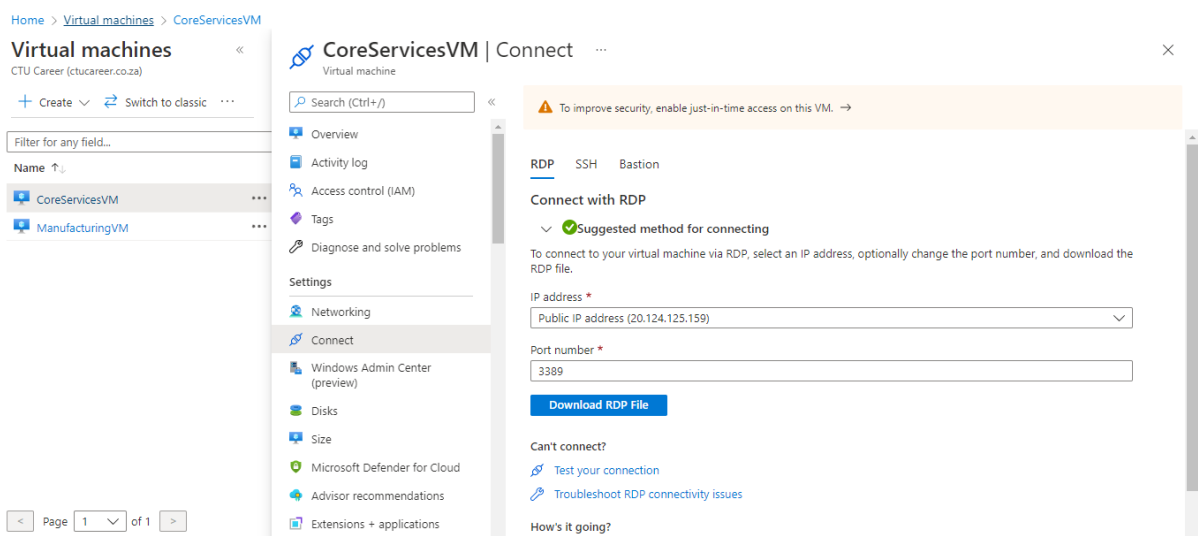 Home > Virtual machines > CoreServicesVM
Virtual machines «
CTU Career (ctucareer.co.za)
+ Create Switch to classic ...
Filter for any field...
Name ↑↓
CoreServicesVM ...
ManufacturingVM ...
< Page 1 of 1 >
CoreServicesVM | Connect ...
Virtual machine
Search (Ctrl+/) «
Overview
Activity log
Access control (IAM)
Tags
Diagnose and solve problems
Settings
Networking
Connect
Windows Admin Center
(preview)
Disks
Size
Microsoft Defender for Cloud
Advisor recommendations
Extensions + applications
To improve security, enable just-in-time access on this VM. →
RDP SSH Bastion
Connect with RDP
Suggested method for connecting
To connect to your virtual machine via RDP, select an IP address, optionally change the port number, and download the
RDP file.
IP address *
Public IP address (20.124.125.159)
Port number *
3389
Download RDP File
Can't connect?
Test your connection
Troubleshoot RDP connectivity issues
How's it going?